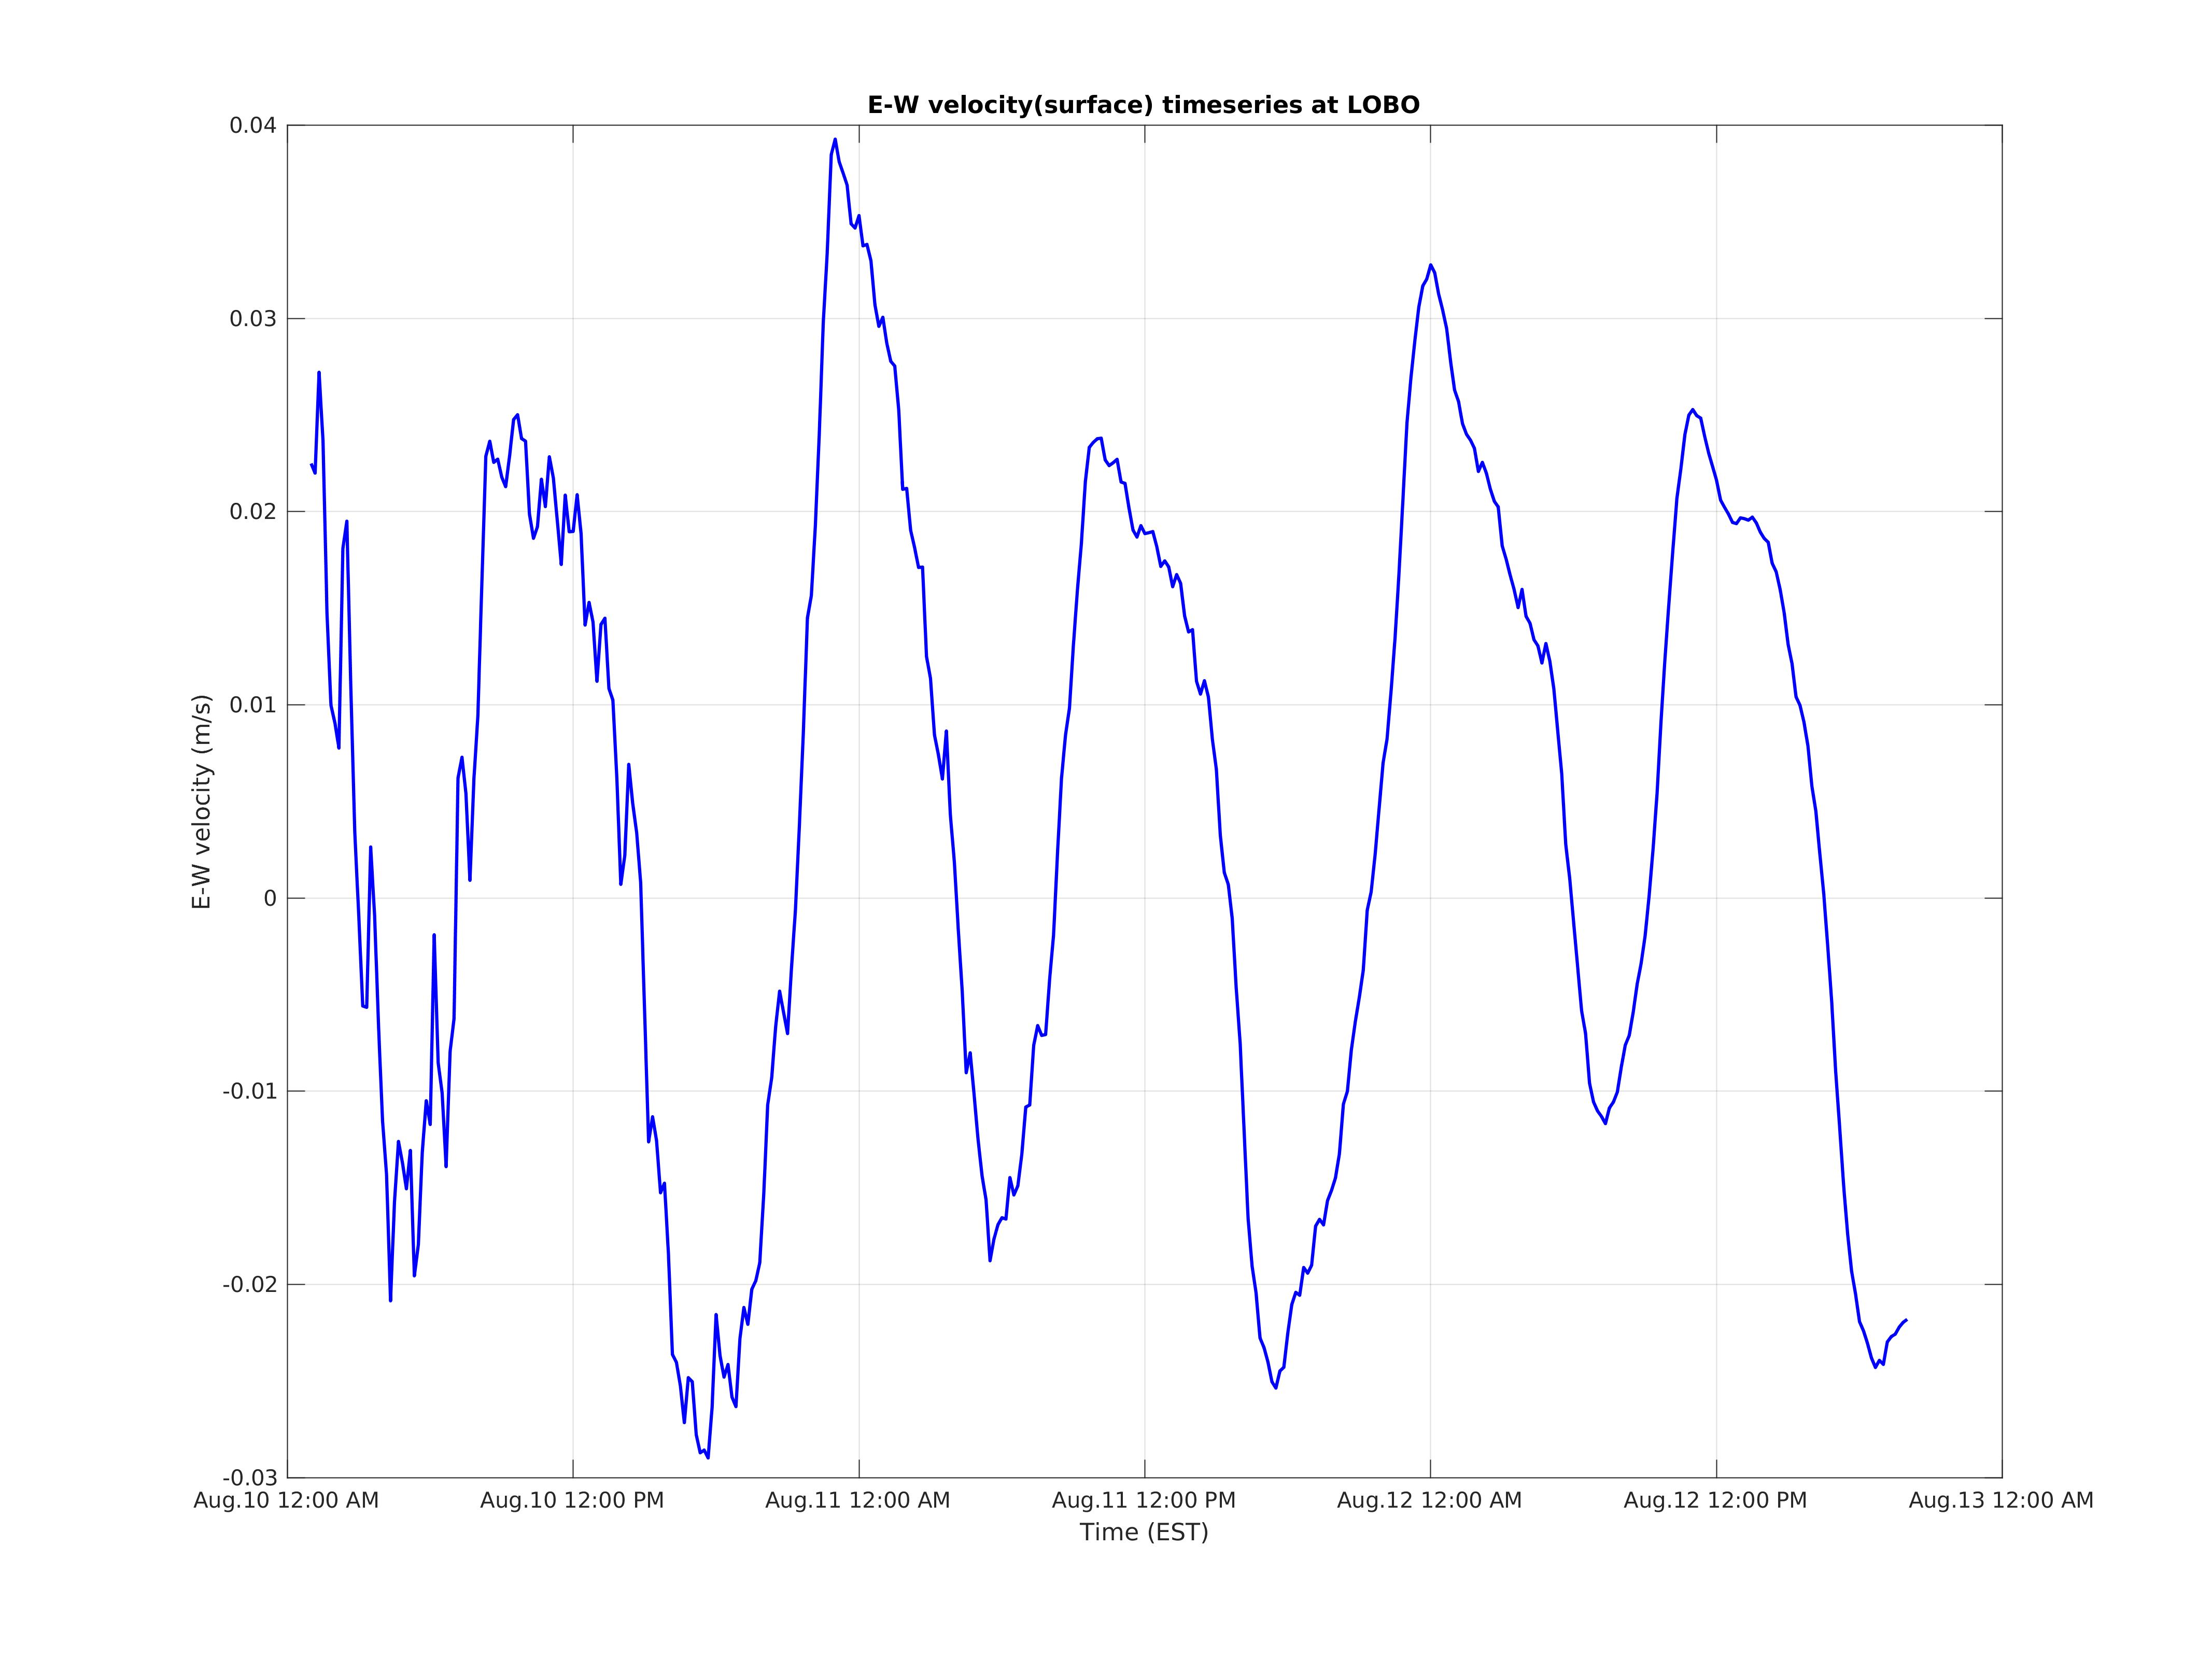 E-W velocity(surface) timeseries at LOBO
0.04
0.03
0.02
0.01
0
-0.01
-0.02
-0.03
E-W velocity (m/s)
Aug.10 12:00 AM
Aug.10 12:00 PM
Aug.11 12:00 AM
Aug.11 12:00 PM
Aug.12 12:00 AM
Aug.12 12:00 PM
Aug.13 12:00 AM
Time (EST)